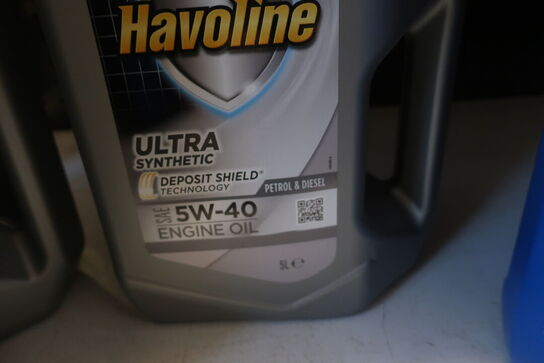 Havoline
ULTRA
SYNTHETIC
DEPOSIT SHIELD®
TECHNOLOGY
PETROL & DIESEL
SAE 5W-40
ENGINE OIL
5L e